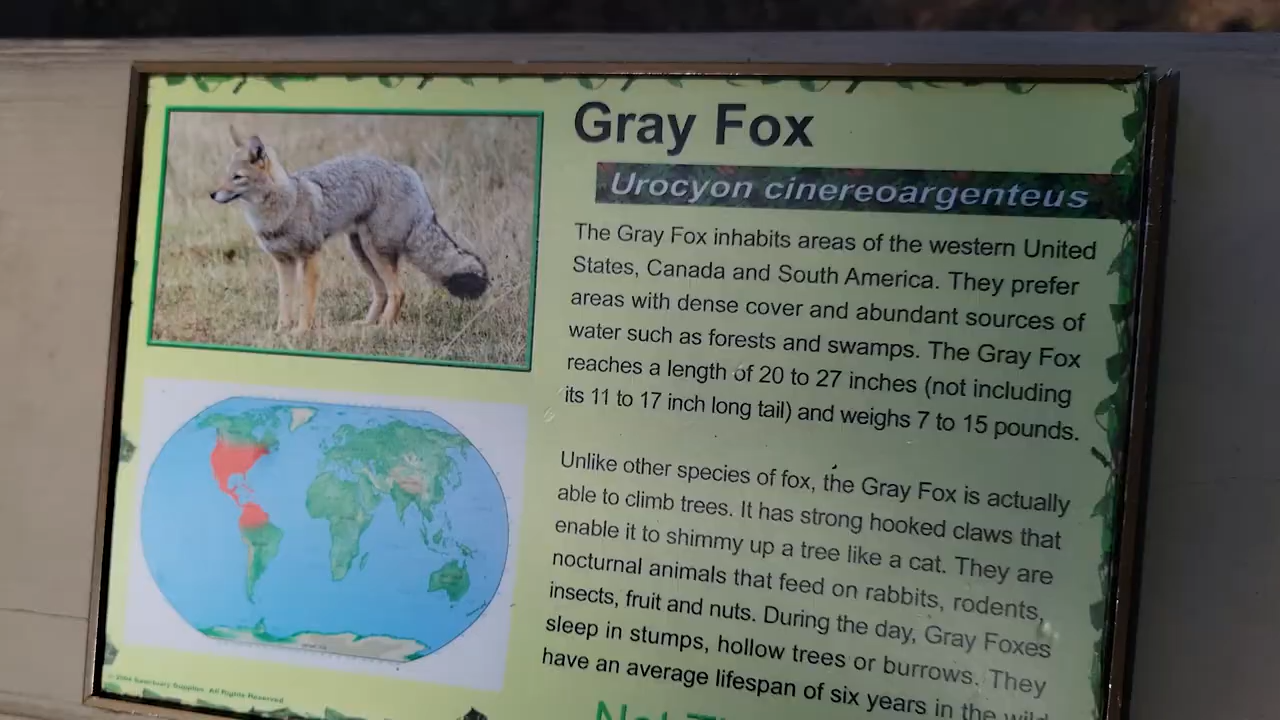 Gray Fox
Urocyon cinereoargenteus
The Gray Fox inhabits areas of the western United
States, Canada and South America. They prefer
areas with dense cover and abundant sources of
water such as forests and swamps. The Gray Fox
reaches a length of 20 to 27 inches (not including
its 11 to 17 inch long tail) and weighs 7 to 15 pounds.
Unlike other species of fox, the Gray Fox is actually
able to climb trees. It has strong hooked claws that
enable it to shimmy up a tree like a cat. They are
nocturnal animals that feed on rabbits, rodents,
insects, fruit and nuts. During the day, Gray Foxes
sleep in stumps, hollow trees or burrows. They
have an average lifespan of six years in the wild
Sanctuary Supplies. All Rights Reserved